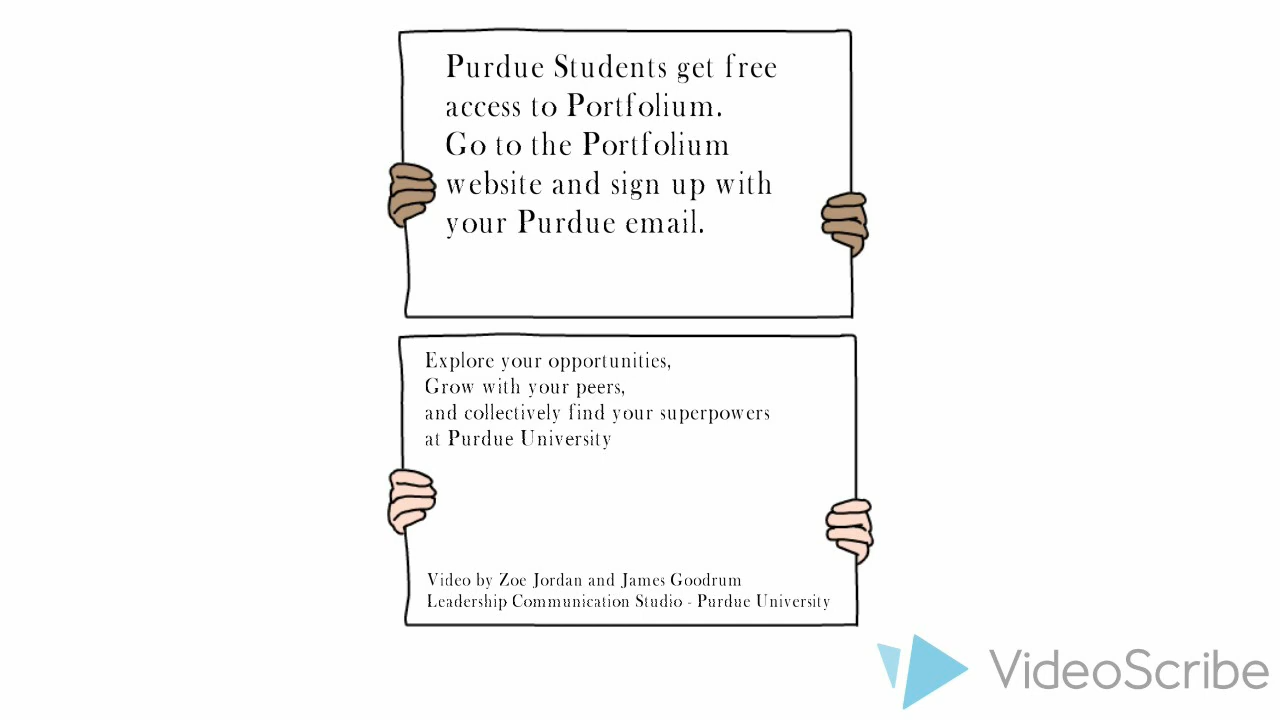 Purdue Students get free
access to Portfolium.
Go to the Portfolium
website and sign up with
your Purdue email.
Explore your opportunities,
Grow with your peers,
and collectively find your superpowers
at Purdue University
Video by Zoe Jordan and James Goodrum
Leadership Communication Studio - Purdue University
VideoScribe